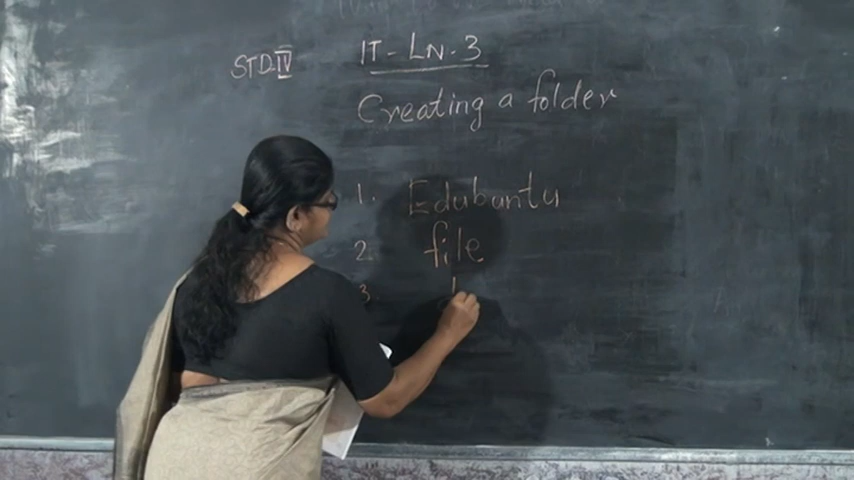 STD.IV IT - LN - 3
Creating a folder
1. Edubuntu
2. file
3.